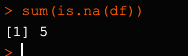 > sum(is.na(df))
[1] 5
>